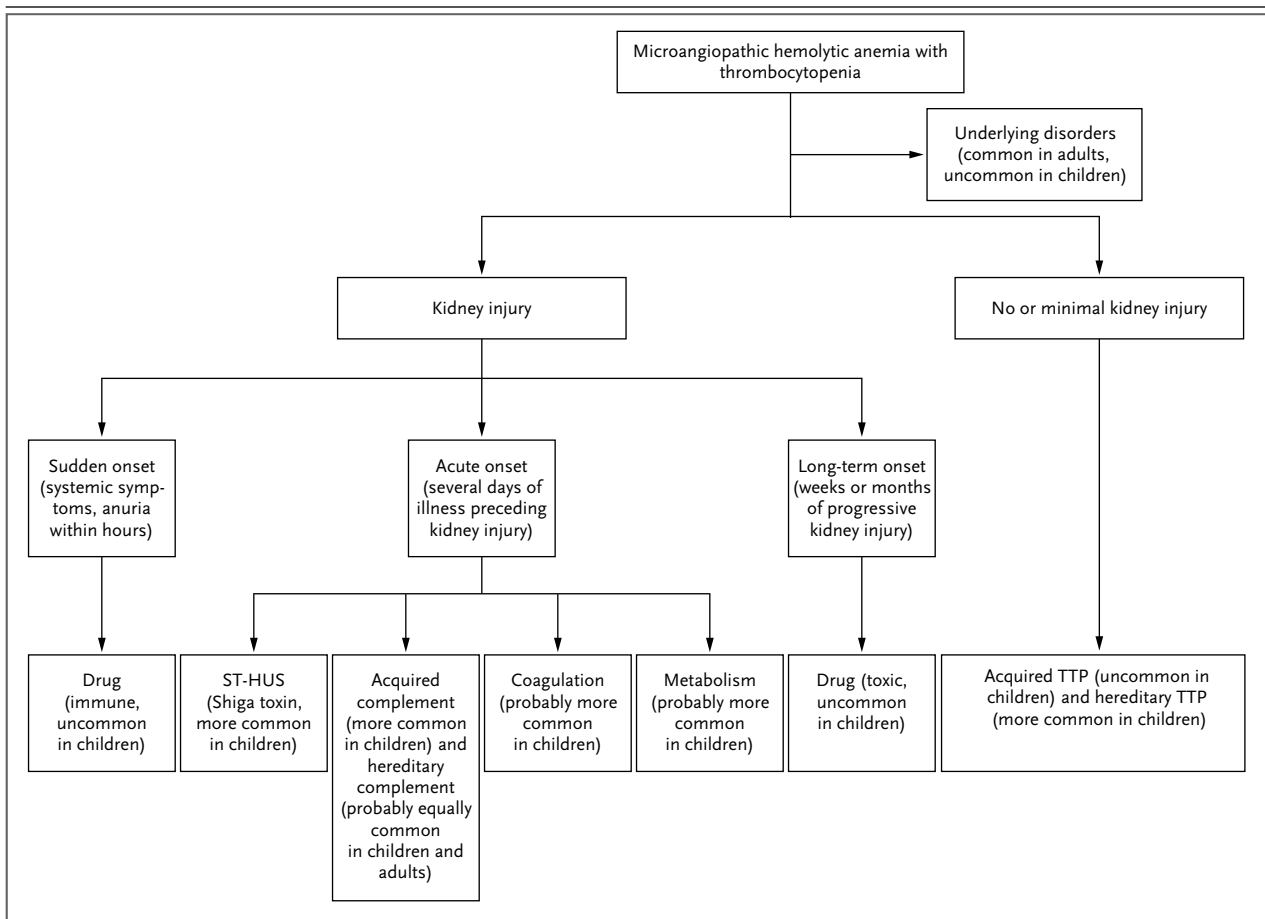 Microangiopathic hemolytic anemia with
thrombocytopenia
Underlying disorders
(common in adults,
uncommon in children)
Kidney injury
No or minimal kidney injury
Sudden onset
(systemic symp-
toms, anuria
within hours)
Acute onset
(several days of
illness preceding
kidney injury)
Long-term onset
(weeks or months
of progressive
kidney injury)
Drug
(immune,
uncommon
in children)
ST-HUS
(Shiga toxin,
more common
in children)
Acquired
complement
(more common
in children) and
hereditary
complement
(probably equally
common
in children and
adults)
Coagulation
(probably more
common
in children)
Metabolism
(probably more
common
in children)
Drug (toxic,
uncommon
in children)
Acquired TTP (uncommon in
children) and hereditary TTP
(more common in children)